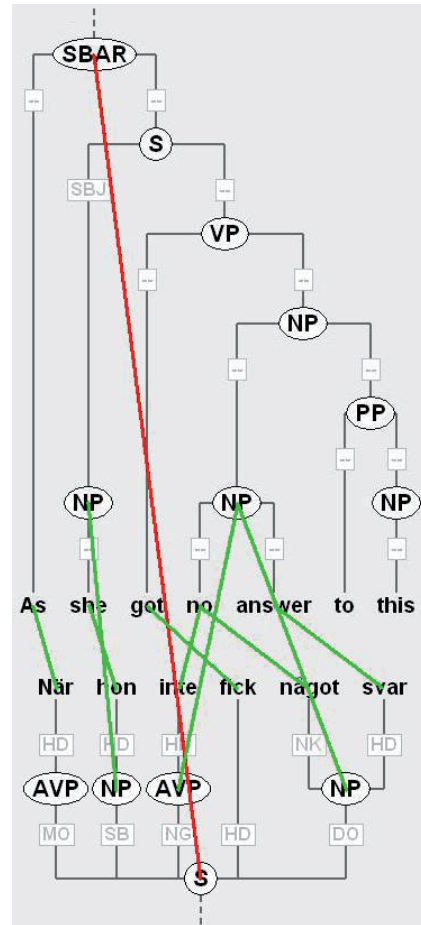 SBAR
-- --
S
SBJ --
VP
-- --
NP
-- --
PP
-- --
NP NP NP
-- -- --
As she got no answer to this
När hon inte fick något svar
HD HD HD NK HD
AVP NP AVP NP
MO SB NG HD DO
S